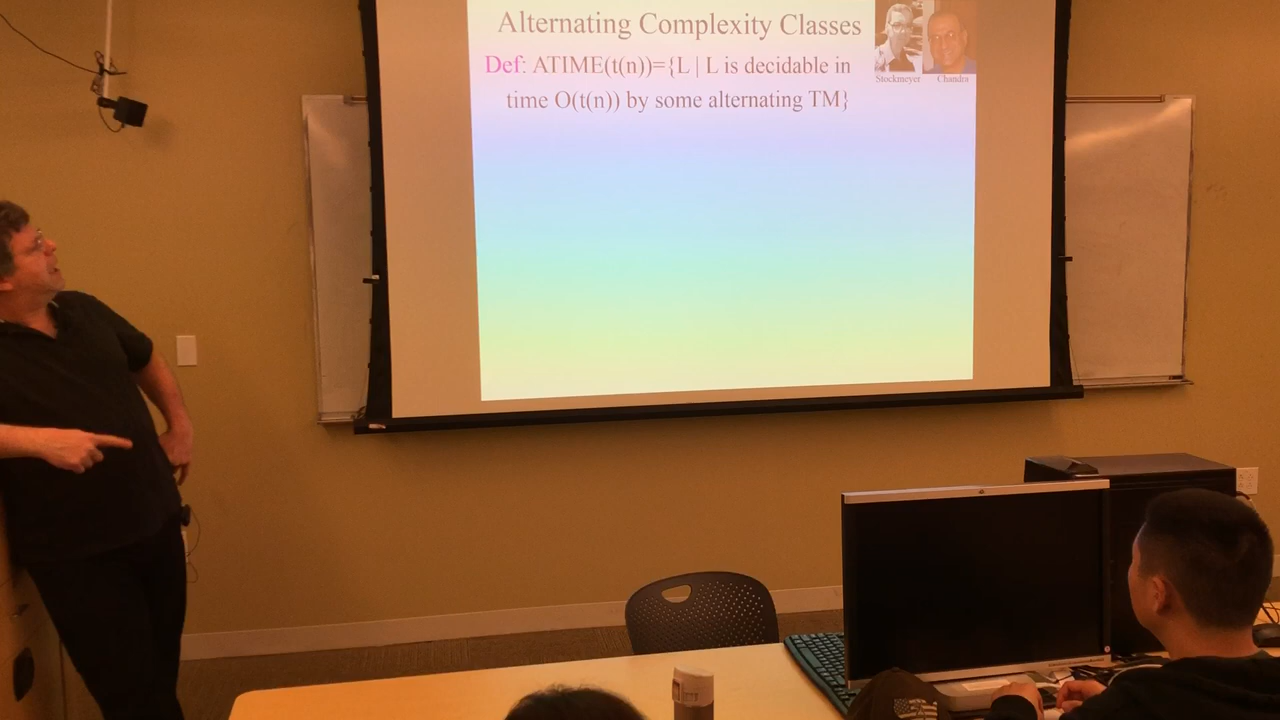 Alternating Complexity Classes
Def: ATIME(t(n))={L | L is decidable in
time O(t(n)) by some alternating TM}
Stockmeyer Chandra